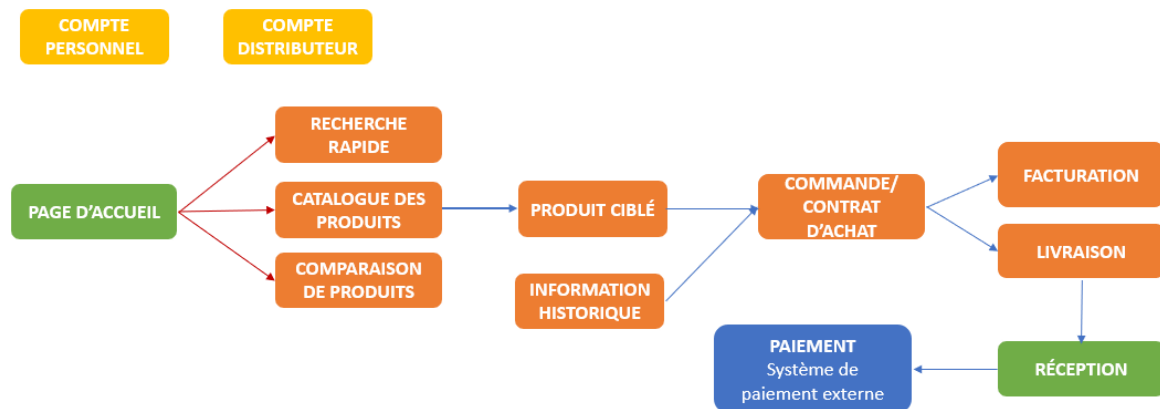 COMPTE
PERSONNEL
COMPTE
DISTRIBUTEUR
RECHERCHE
RAPIDE
PAGE D'ACCUEIL
CATALOGUE DES
PRODUITS
COMPARAISON
DE PRODUITS
PRODUIT CIBLÉ
INFORMATION
HISTORIQUE
COMMANDE/
CONTRAT
D'ACHAT
FACTURATION
LIVRAISON
RÉCEPTION
PAIEMENT
Système de
paiement externe